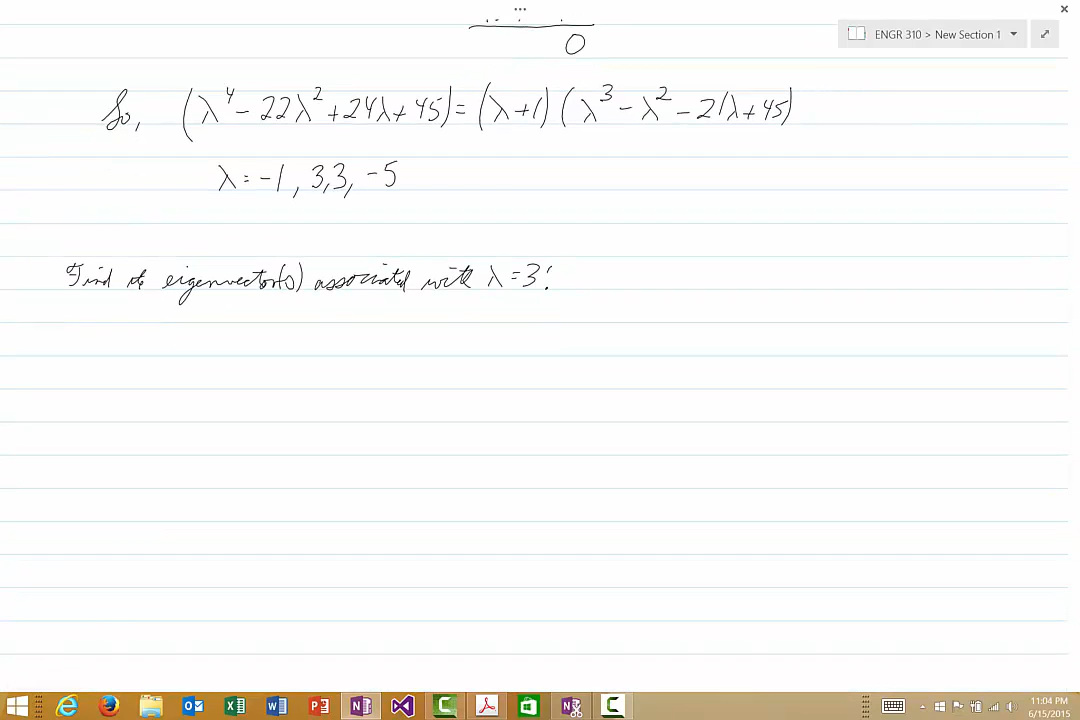 0
ENGR 310 > New Section 1
So, (λ⁴ - 22λ² + 24λ + 45) = (λ + 1) (λ³ - λ² - 21λ + 45)
λ = -1, 3, 3, -5
Find the eigenvector(s) associated with λ = 3:
11:04 PM
6/15/2015